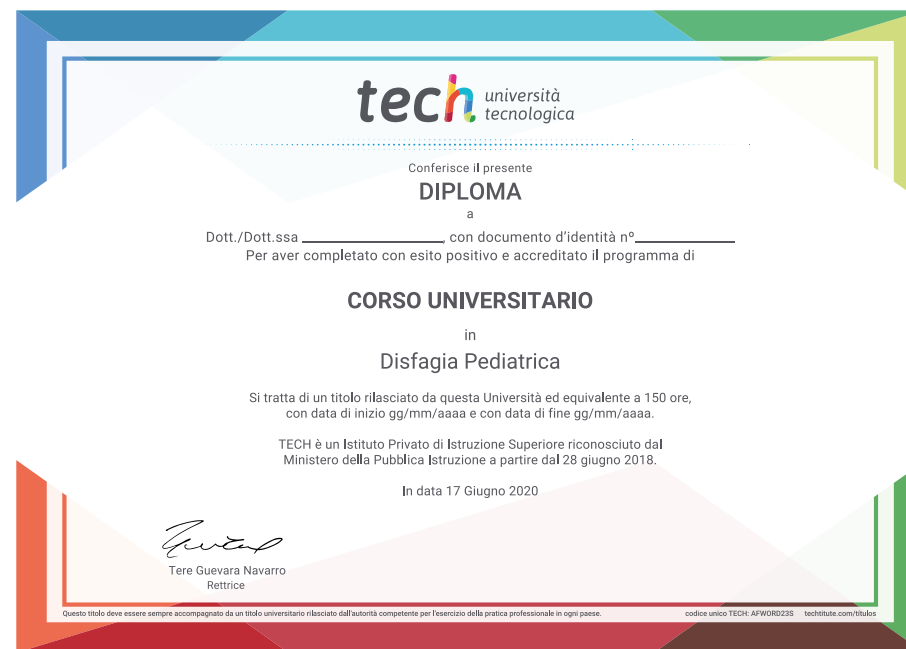 tech università
tecnologica
Conferisce il presente
DIPLOMA
a
Dott./Dott.ssa ____________________, con documento d'identità nº______________
Per aver completato con esito positivo e accreditato il programma di
CORSO UNIVERSITARIO
in
Disfagia Pediatrica
Si tratta di un titolo rilasciato da questa Università ed equivalente a 150 ore,
con data di inizio gg/mm/aaaa e con data di fine gg/mm/aaaa.
TECH è un Istituto Privato di Istruzione Superiore riconosciuto dal
Ministero della Pubblica Istruzione a partire dal 28 giugno 2018.
In data 17 Giugno 2020
Tere Guevara Navarro
Rettrice
Questo titolo deve essere sempre accompagnato da un titolo universitario rilasciato dall'autorità competente per l'esercizio della pratica professionale in ogni paese. codice unico TECH: AFWORD23S techtitute.com/títulos